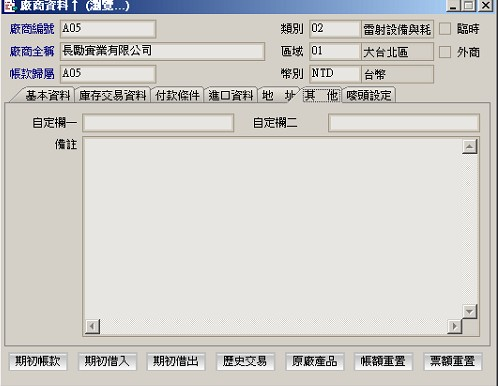 廠商資料↑ (瀏覽...)
廠商編號 A05 類別 02 雷射設備與耗 臨時
廠商全稱 長勛實業有限公司 區域 01 大台北區 外商
帳款歸屬 A05 幣別 NTD 台幣
基本資料 庫存交易資料 付款條件 進口資料 地 址 其 他 嘜頭設定
自定欄一 自定欄二
備註
期初帳款 期初借入 期初借出 歷史交易 原廠產品 帳額重置 票額重置